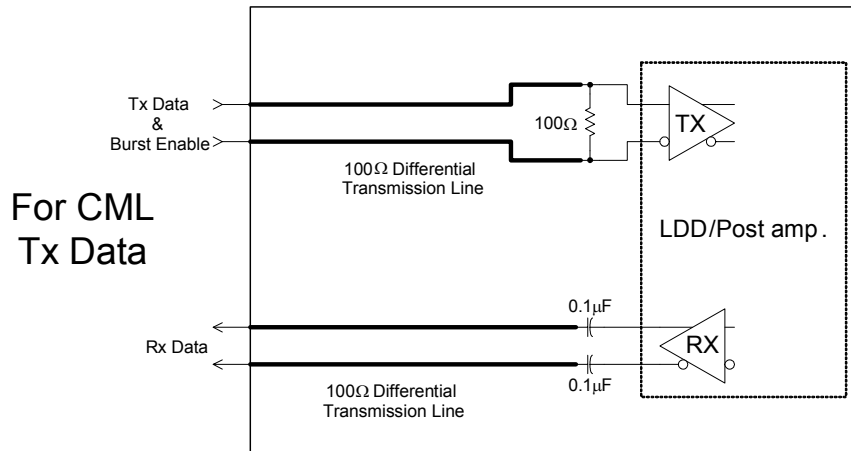 Tx Data
&
Burst Enable
100Ω
TX
100Ω Differential
Transmission Line
For CML
Tx Data
LDD/Post amp .
0.1µF
Rx Data
RX
0.1µF
100Ω Differential
Transmission Line